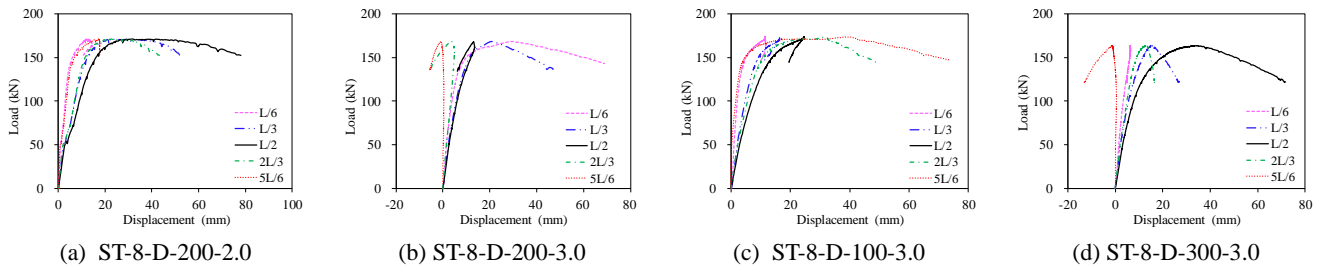 200
150
100
50
0
Load (kN)
0 20 40 60 80 100
Displacement (mm)
L/6
L/3
L/2
2L/3
5L/6
(a) ST-8-D-200-2.0
200
150
100
50
0
Load (kN)
-20 0 20 40 60 80
Displacement (mm)
L/6
L/3
L/2
2L/3
5L/6
(b) ST-8-D-200-3.0
200
150
100
50
0
Load (kN)
0 20 40 60 80
Displacement (mm)
L/6
L/3
L/2
2L/3
5L/6
(c) ST-8-D-100-3.0
200
150
100
50
0
Load (kN)
-20 0 20 40 60 80
Displacement (mm)
L/6
L/3
L/2
2L/3
5L/6
(d) ST-8-D-300-3.0